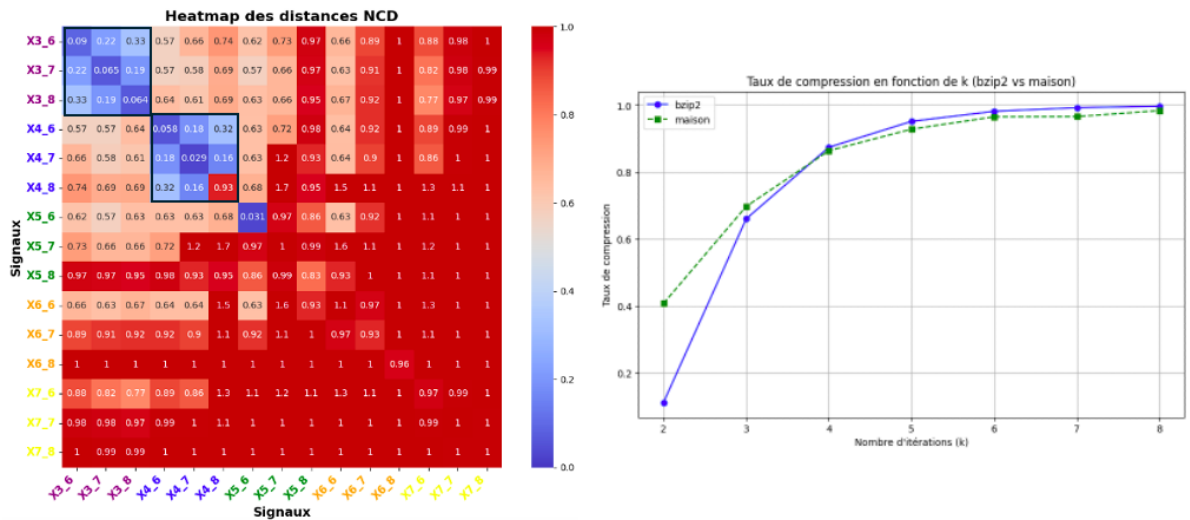 Heatmap des distances NCD
Signaux
X3_6 0.09 0.22 0.33 0.57 0.66 0.74 0.62 0.73 0.97 0.66 0.89 1 0.88 0.98 1
X3_7 0.22 0.065 0.19 0.57 0.58 0.69 0.57 0.66 0.97 0.63 0.91 1 0.82 0.98 0.99
X3_8 0.33 0.19 0.064 0.64 0.61 0.69 0.63 0.66 0.95 0.67 0.92 1 0.77 0.97 0.99
X4_6 0.57 0.57 0.64 0.058 0.18 0.32 0.63 0.72 0.98 0.64 0.92 1 0.89 0.99 1
X4_7 0.66 0.58 0.61 0.18 0.029 0.16 0.63 1.2 0.93 0.64 0.9 1 0.86 1 1
X4_8 0.74 0.69 0.69 0.32 0.16 0.93 0.68 1.7 0.95 1.5 1.1 1 1.3 1.1 1
X5_6 0.62 0.57 0.63 0.63 0.63 0.68 0.031 0.97 0.86 0.63 0.92 1 1.1 1 1
X5_7 0.73 0.66 0.66 0.72 1.2 1.7 0.97 1 0.99 1.6 1.1 1 1.2 1 1
X5_8 0.97 0.97 0.95 0.98 0.93 0.95 0.86 0.99 0.83 0.93 1 1 1.1 1 1
X6_6 0.66 0.63 0.67 0.64 0.64 1.5 0.63 1.6 0.93 1.1 0.97 1 1.3 1 1
X6_7 0.89 0.91 0.92 0.92 0.9 1.1 0.92 1.1 1 0.97 0.93 1 1.1 1 1
X6_8 1 1 1 1 1 1 1 1 1 1 1 0.96 1 1 1
X7_6 0.88 0.82 0.77 0.89 0.86 1.3 1.1 1.2 1.1 1.3 1.1 1 0.97 0.99 1
X7_7 0.98 0.98 0.97 0.99 1 1.1 1 1 1 1 1 1 0.99 1 1
X7_8 1 0.99 0.99 1 1 1 1 1 1 1 1 1 1 1 1
X3_6 X3_7 X3_8 X4_6 X4_7 X4_8 X5_6 X5_7 X5_8 X6_6 X6_7 X6_8 X7_6 X7_7 X7_8
Signaux
1.0
0.8
0.6
0.4
0.2
0.0
Taux de compression en fonction de k (bzip2 vs maison)
bzip2
maison
Taux de compression
1.0
0.8
0.6
0.4
0.2
2 3 4 5 6 7 8
Nombre d'itérations (k)